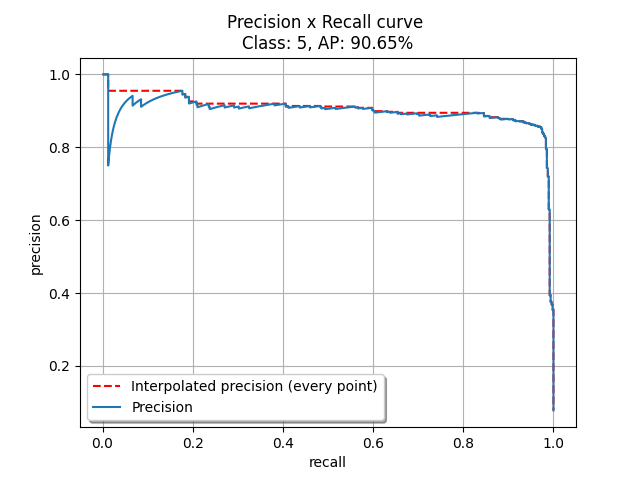 Precision x Recall curve
Class: 5, AP: 90.65%
1.0
0.8
0.6
0.4
0.2
precision
Interpolated precision (every point)
Precision
0.0 0.2 0.4 0.6 0.8 1.0
recall